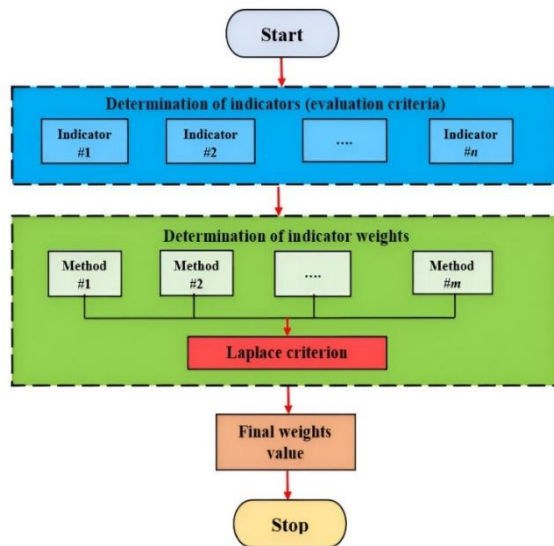 Start
Determination of indicators (evaluation criteria)
Indicator
#1
Indicator
#2
....
Indicator
#n
Determination of indicator weights
Method
#1
Method
#2
....
Method
#m
Laplace criterion
Final weights
value
Stop